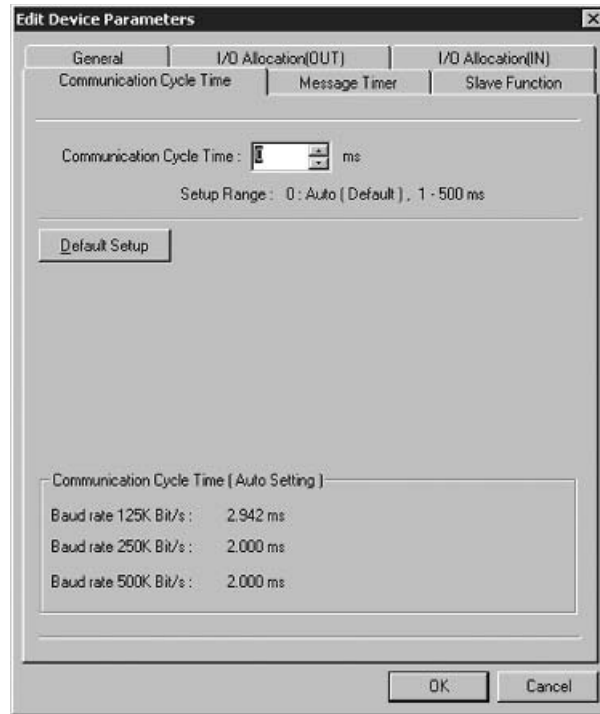 Edit Device Parameters
General I/O Allocation(OUT) I/O Allocation(IN)
Communication Cycle Time Message Timer Slave Function
Communication Cycle Time : 0 ms
Setup Range : 0 : Auto ( Default ) , 1 - 500 ms
Default Setup
Communication Cycle Time ( Auto Setting )
Baud rate 125K Bit/s : 2.942 ms
Baud rate 250K Bit/s : 2.000 ms
Baud rate 500K Bit/s : 2.000 ms
OK Cancel